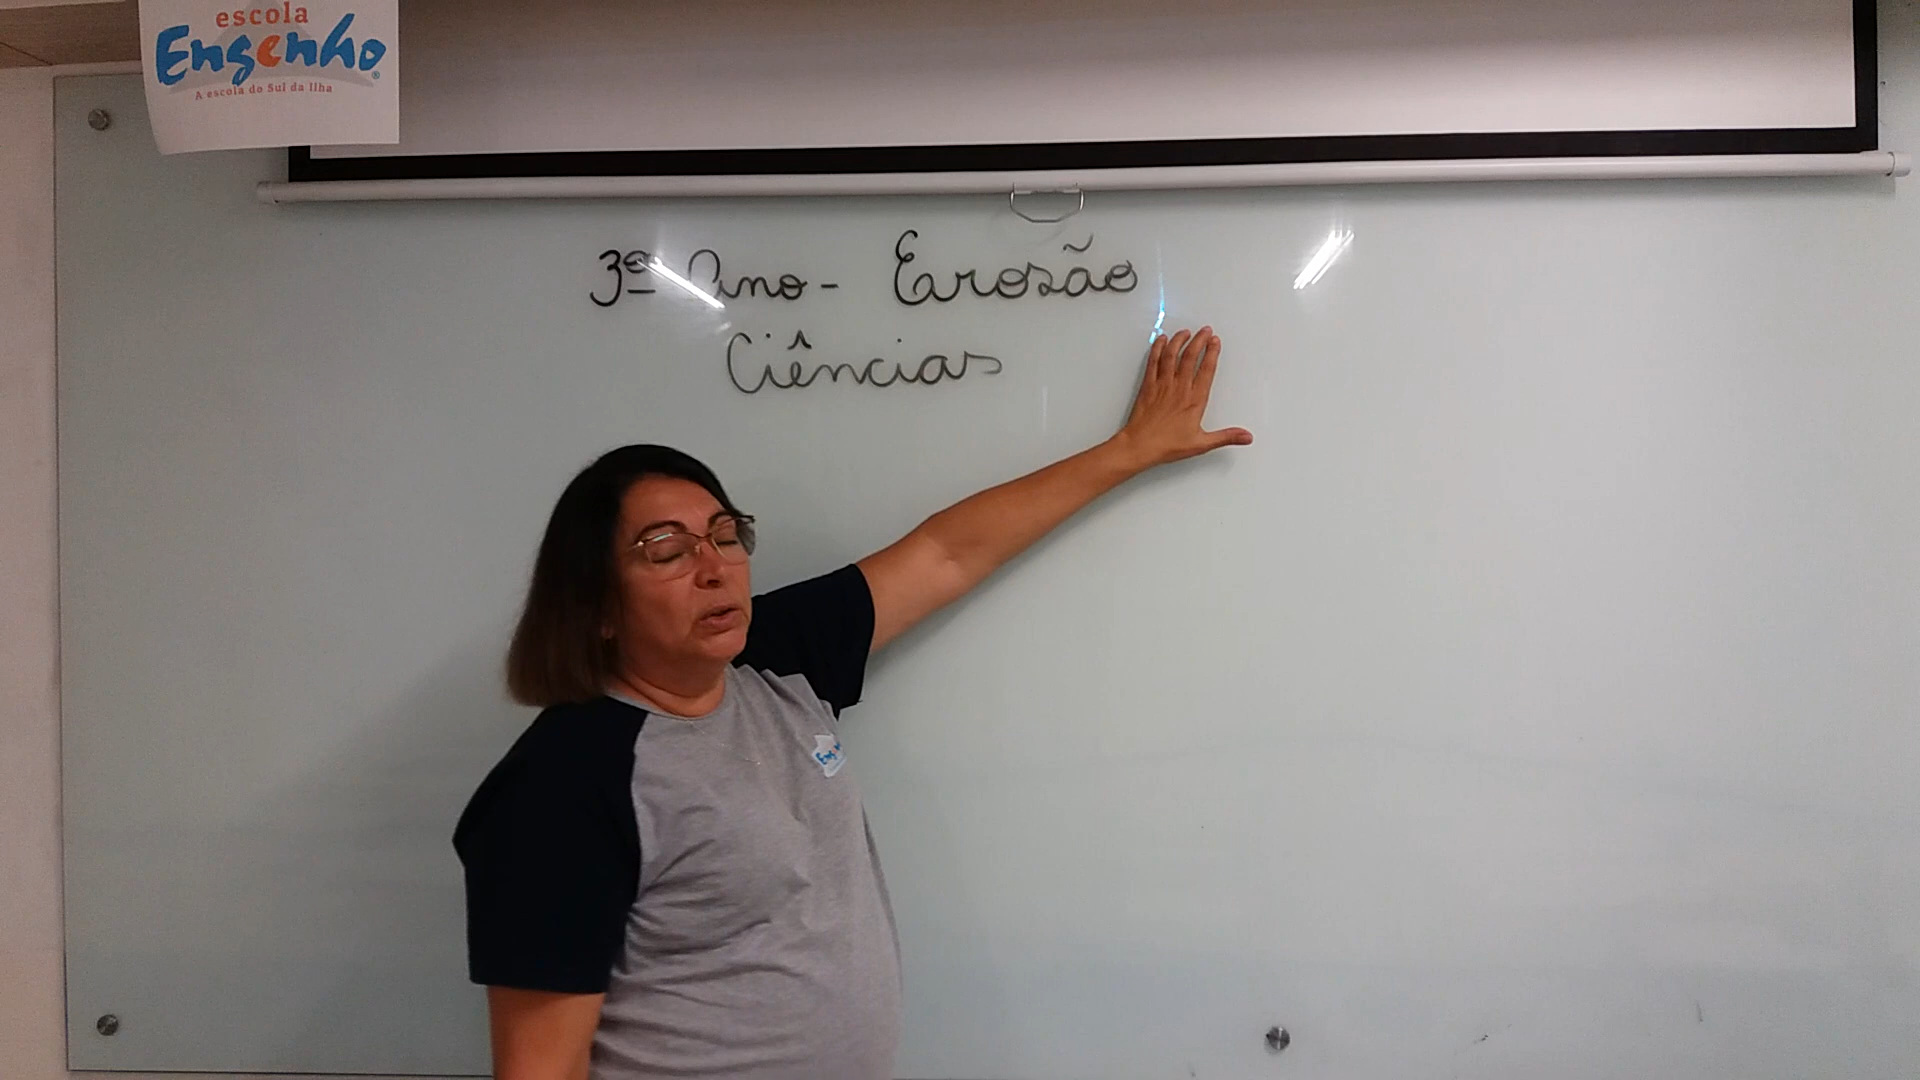 escola
Engenho
A escola do Sul da Ilha
3º Ano - Erosão
Ciências